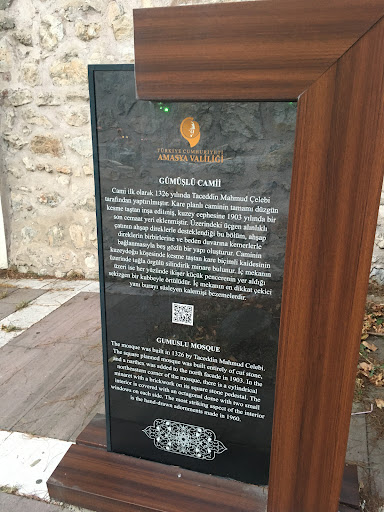 TÜRKİYE CUMHURİYETİ
AMASYA VALİLİĞİ
GÜMÜŞLÜ CAMİİ
Cami ilk olarak 1326 yılında Taceddin Mahmud Çelebi
tarafından yaptırılmıştır. Kare planlı caminin tamamı düzgün
kesme taştan inşa edilmiş, kuzey cephesine 1903 yılında bir
son cemaat yeri eklenmiştir. Üzerindeki üçgen alınlıklı
çatının ahşap direklerle desteklendiği bu bölüm, ahşap
direklerin birbirlerine ve beden duvarına kemerlerle
bağlanmasıyla beş gözlü bir yapı oluşturur. Caminin
kuzeydoğu köşesinde kesme taştan kare biçimli kaidesinin
üzerinde tuğla örgülü silindirik minare bulunur. İç mekanın
üzeri ise her yüzünde ikişer küçük pencerenin yer aldığı
sekizgen bir kubbeyle örtülüdür. İç mekanın en dikkat çekici
yanı burayı süsleyen kalemişi bezemelerdir.
GUMUSLU MOSQUE
The mosque was built in 1326 by Taceddin Mahmud Çelebi.
The square planned mosque was built entirely of cut stone,
and a narthex was added to the north facade in 1903. In the
northeastern corner of the mosque, there is a cylindrical
minaret with a brickwork on its square stone pedestal. The
interior is covered with an octagonal dome with two small
windows on each side. The most striking aspect of the interior
is the hand-drawn adornments made in 1960.